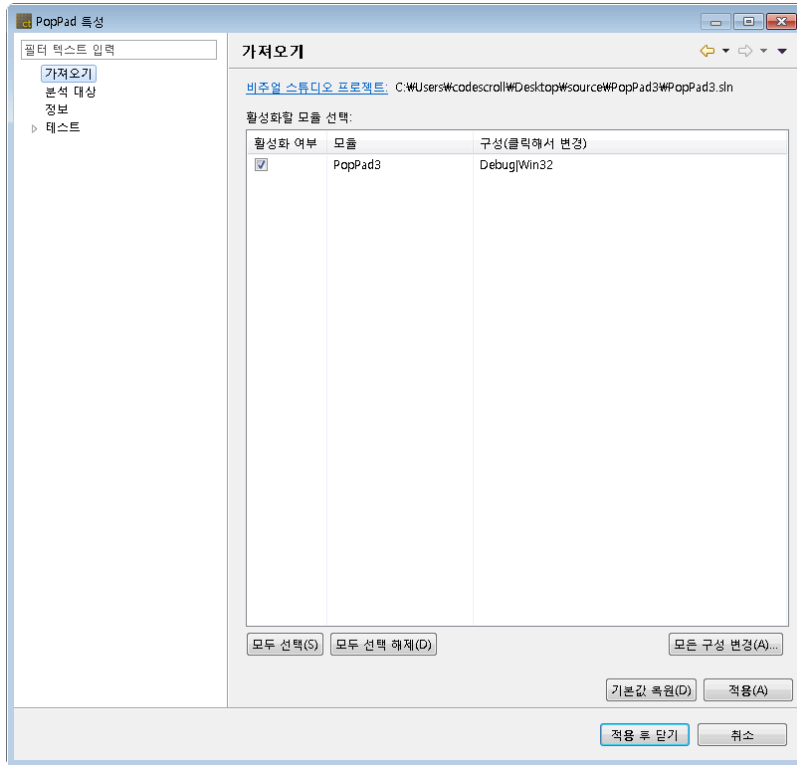 ct PopPad 특성
필터 텍스트 입력
가져오기
분석 대상
정보
테스트
가져오기
비주얼 스튜디오 프로젝트: C:₩Users₩codescroll₩Desktop₩source₩PopPad3₩PopPad3.sln
활성화할 모듈 선택:
활성화 여부 모듈 구성(클릭해서 변경)
PopPad3 Debug|Win32
모두 선택(S) 모두 선택 해제(D) 모든 구성 변경(A)...
기본값 복원(D) 적용(A)
적용 후 닫기 취소